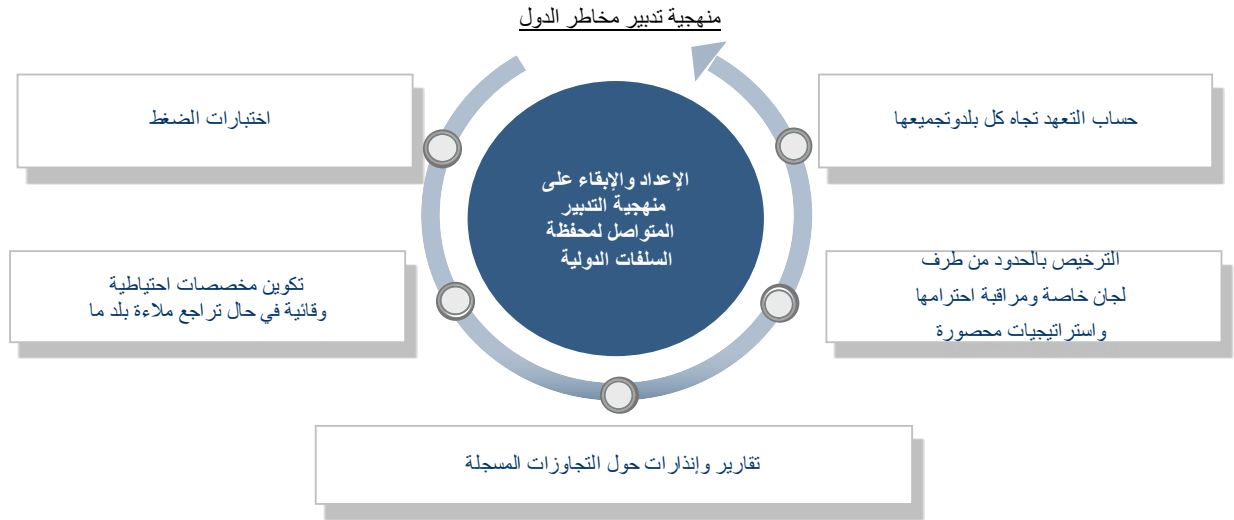 منهجية تدبير مخاطر الدول
حساب التعهد تجاه كل بلدوتجميعها
اختبارات الضغط
الإعداد والإبقاء على
منهجية التدبير
المتواصل لمحفظة
السلفات الدولية
الترخيص بالحدود من طرف
لجان خاصة ومراقبة احترامها
واستراتيجيات محصورة
تكوين مخصصات احتياطية
وقائية في حال تراجع ملاءة بلد ما
تقارير وإنذارات حول التجاوزات المسجلة